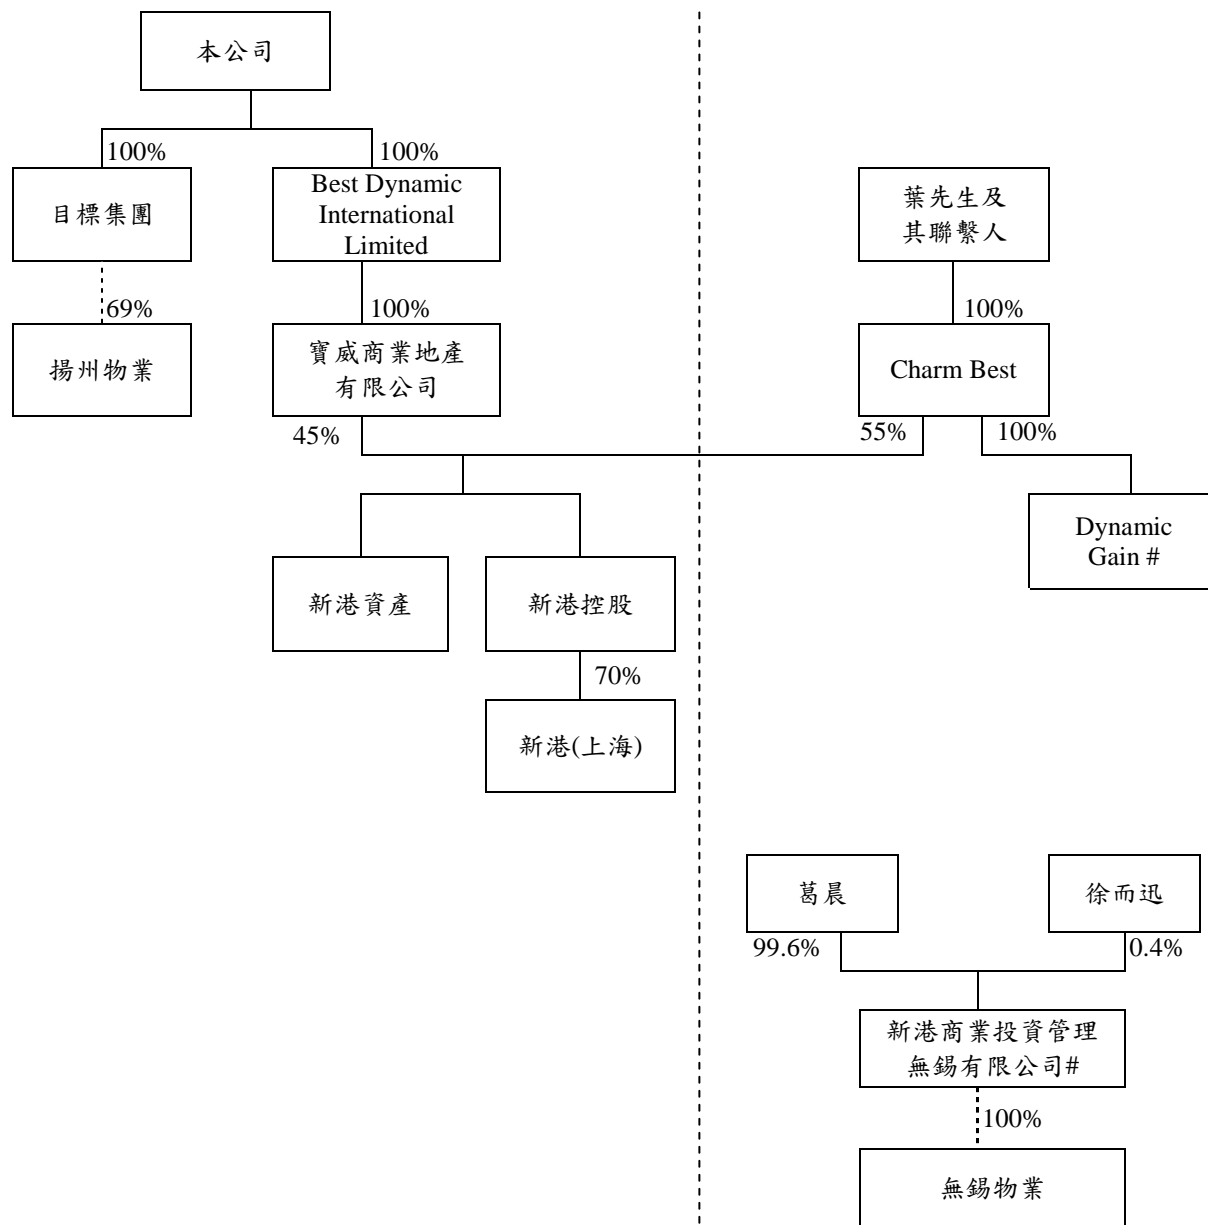 本公司
100%
100%
目標集團
Best Dynamic
International
Limited
葉先生及
其聯繫人
69%
100%
100%
揚州物業
寶威商業地產
有限公司
Charm Best
45%
55%
100%
Dynamic
Gain #
新港資產
新港控股
70%
新港(上海)
葛晨
徐而迅
99.6%
0.4%
新港商業投資管理
無錫有限公司#
100%
無錫物業